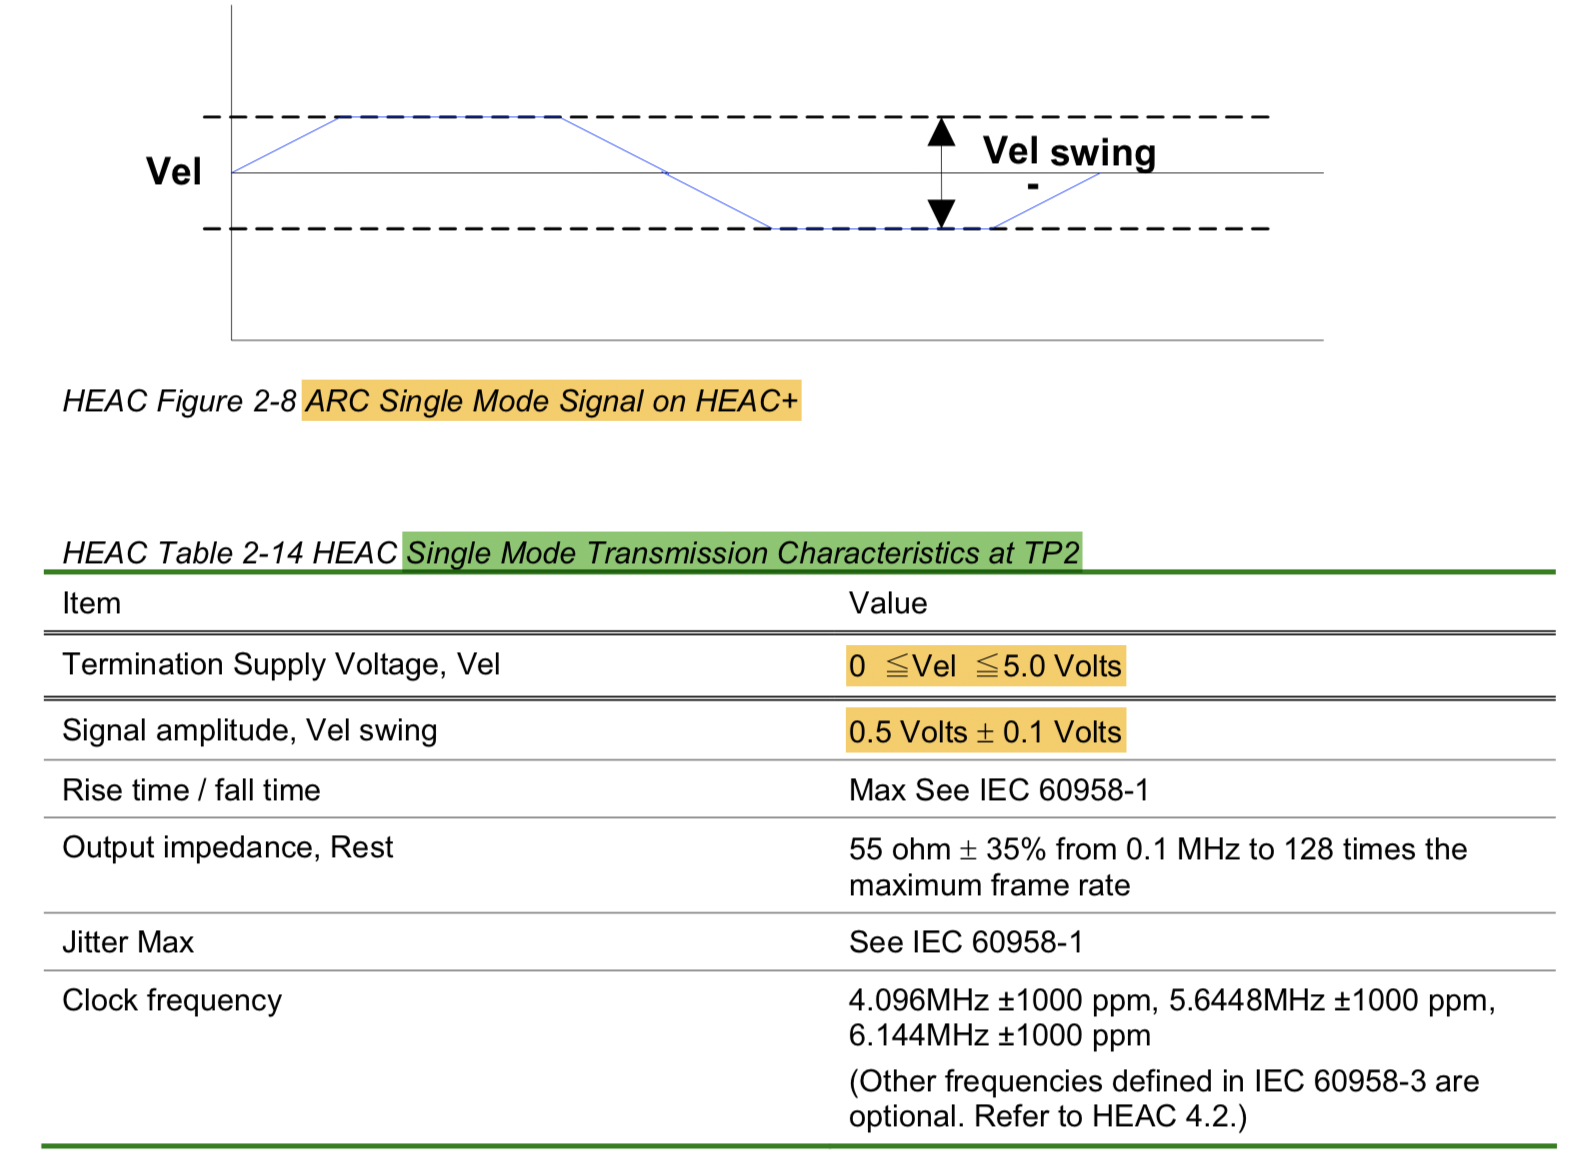 Vel
Vel swing
-
HEAC Figure 2-8 ARC Single Mode Signal on HEAC+
HEAC Table 2-14 HEAC Single Mode Transmission Characteristics at TP2
Item Value
Termination Supply Voltage, Vel 0 ≦Vel ≦5.0 Volts
Signal amplitude, Vel swing 0.5 Volts ± 0.1 Volts
Rise time / fall time Max See IEC 60958-1
Output impedance, Rest 55 ohm ± 35% from 0.1 MHz to 128 times the
maximum frame rate
Jitter Max See IEC 60958-1
Clock frequency 4.096MHz ±1000 ppm, 5.6448MHz ±1000 ppm,
6.144MHz ±1000 ppm
(Other frequencies defined in IEC 60958-3 are
optional. Refer to HEAC 4.2.)